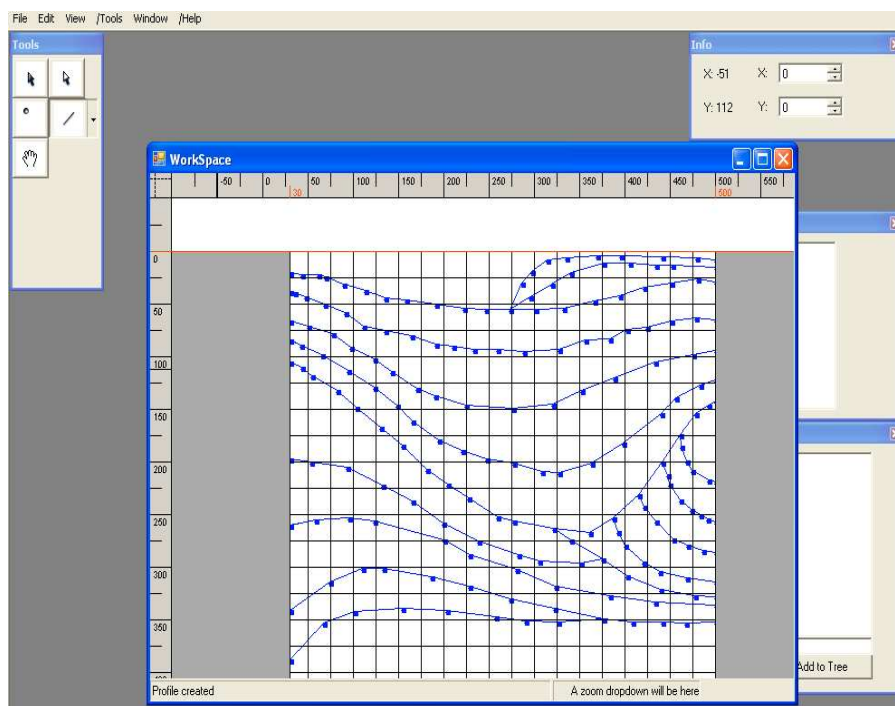 File Edit View /Tools Window /Help
Tools
Info
X: -51 X: 0
Y: 112 Y: 0
WorkSpace
-50 0 50 100 150 200 250 300 350 400 450 500 550
30 500
0
50
100
150
200
250
300
350
Add to Tree
Profile created A zoom dropdown will be here